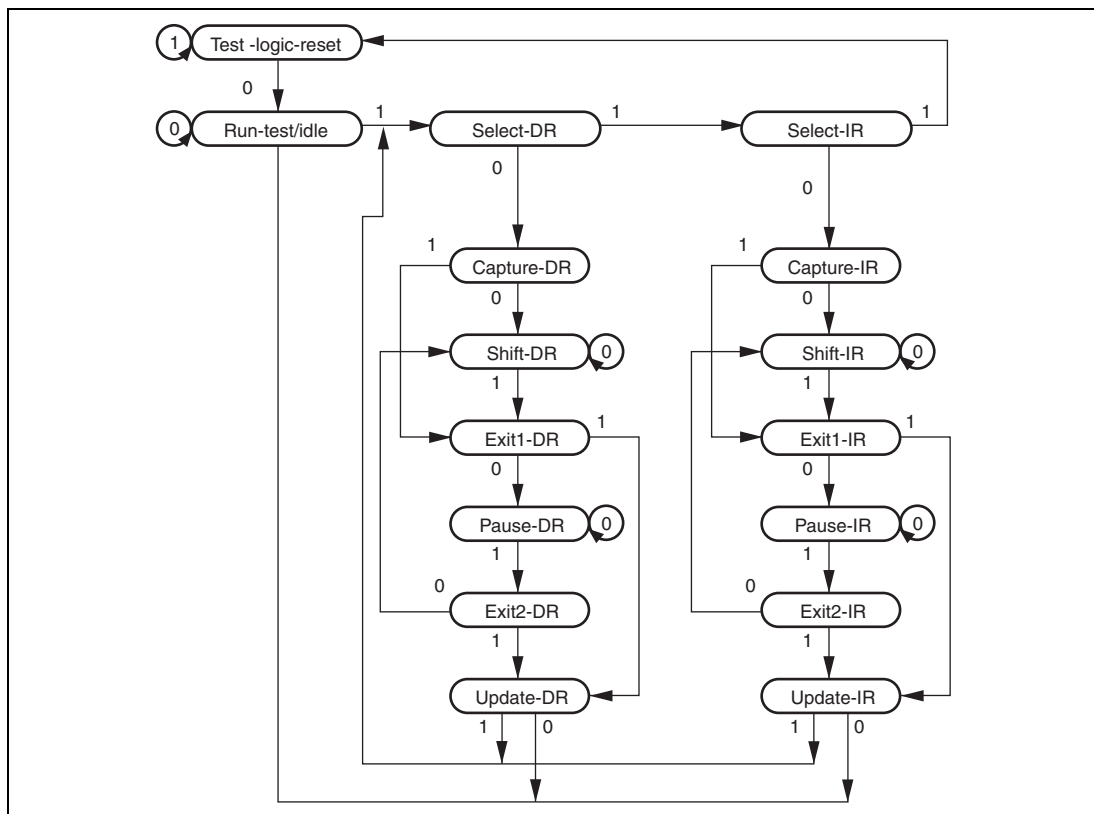 1 Test -logic-reset
0
0 Run-test/idle 1 Select-DR 1 Select-IR 1
0 0
1 Capture-DR 1 Capture-IR
0 0
Shift-DR 0 Shift-IR 0
1 1
Exit1-DR 1 Exit1-IR 1
0 0
Pause-DR 0 Pause-IR 0
1 1
0 Exit2-DR 0 Exit2-IR
1 1
Update-DR Update-IR
1 0 1 0